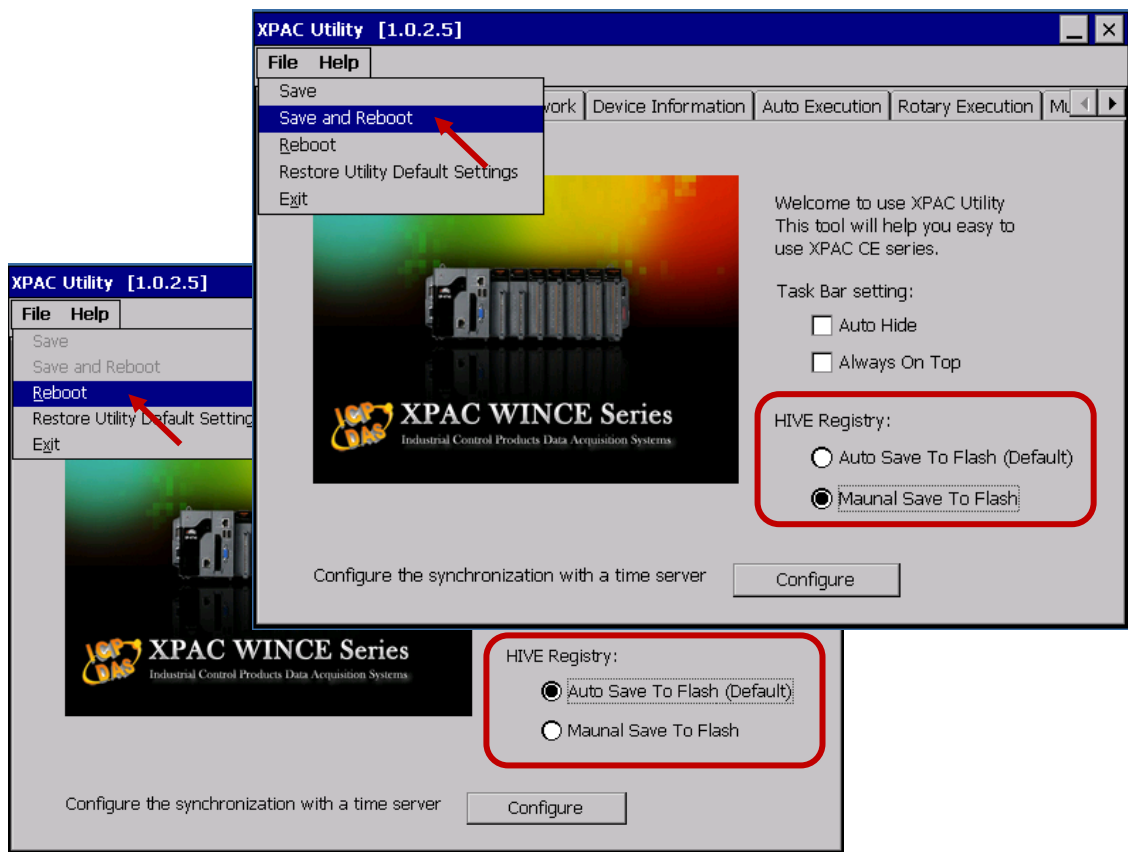 XPAC Utility [1.0.2.5]
File Help
Save
Save and Reboot
Reboot
Restore Utility Default Settings
Exit
ork Device Information Auto Execution Rotary Execution Mu
Welcome to use XPAC Utility
This tool will help you easy to
use XPAC CE series.
Task Bar setting:
Auto Hide
Always On Top
ICP
DAS
XPAC WINCE Series
Industrial Control Products Data Acquisition Systems
HIVE Registry:
Auto Save To Flash (Default)
Maunal Save To Flash
Configure the synchronization with a time server
Configure
XPAC Utility [1.0.2.5]
File Help
Save
Save and Reboot
Reboot
Restore Utility Default Setting
Exit
ICP
DAS
XPAC WINCE Series
Industrial Control Products Data Acquisition Systems
HIVE Registry:
Auto Save To Flash (Default)
Maunal Save To Flash
Configure the synchronization with a time server
Configure